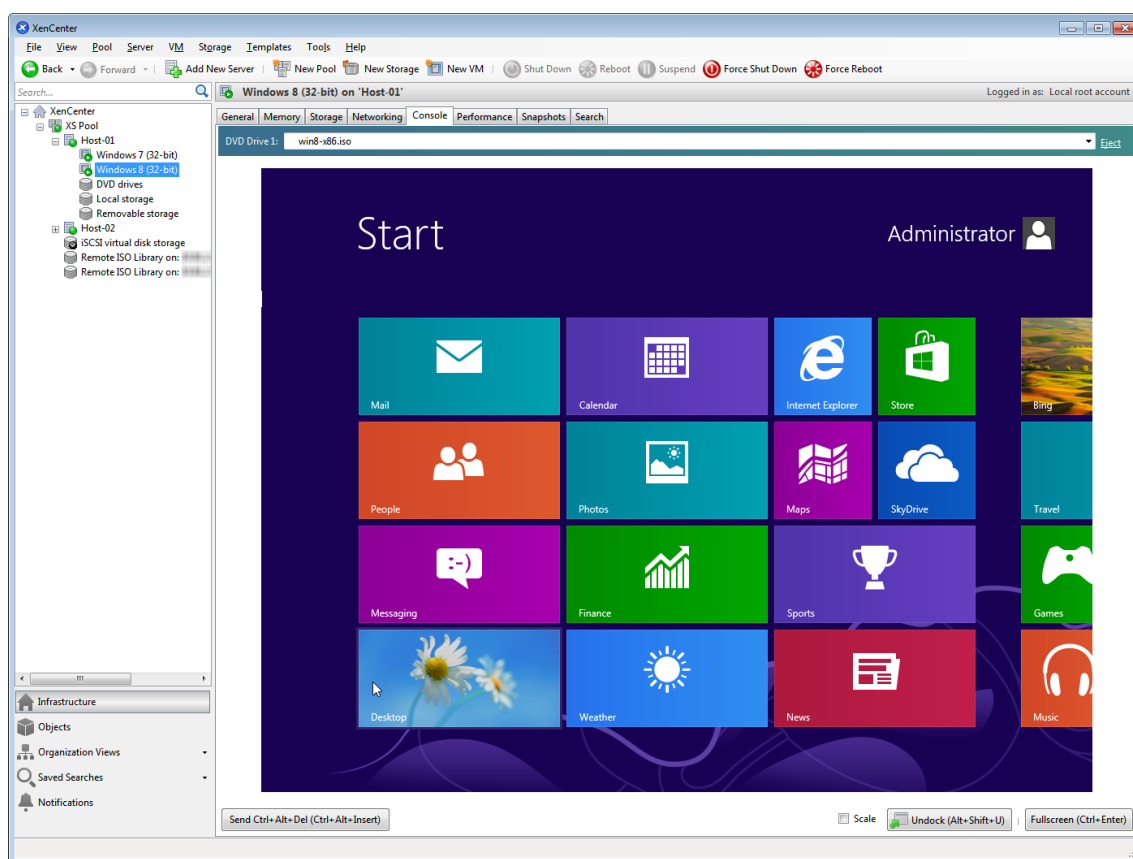 XenCenter
File View Pool Server VM Storage Templates Tools Help
Back Forward Add New Server New Pool New Storage New VM Shut Down Reboot Suspend Force Shut Down Force Reboot
Search...
Windows 8 (32-bit) on 'Host-01'
Logged in as: Local root account
XenCenter
XS Pool
Host-01
Windows 7 (32-bit)
Windows 8 (32-bit)
DVD drives
Local storage
Removable storage
Host-02
iSCSI virtual disk storage
Remote ISO Library on:
Remote ISO Library on:
General Memory Storage Networking Console Performance Snapshots Search
DVD Drive 1: win8-x86.iso Eject
Start
Administrator
Mail
Calendar
Internet Explorer
Store
Bing
People
Photos
Maps
SkyDrive
Travel
:-)
Messaging
Finance
Sports
Games
Desktop
Weather
News
Music
Infrastructure
Objects
Organization Views
Saved Searches
Notifications
Send Ctrl+Alt+Del (Ctrl+Alt+Insert)
Scale
Undock (Alt+Shift+U)
Fullscreen (Ctrl+Enter)